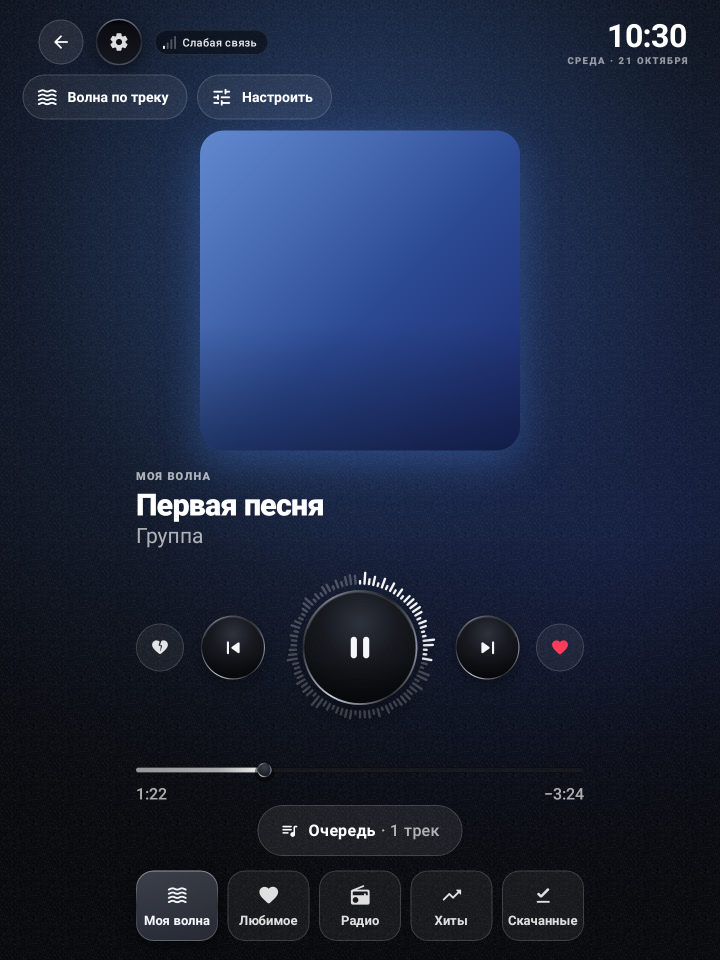 Слабая связь
10:30
СРЕДА · 21 ОКТЯБРЯ
Волна по треку
Настроить
МОЯ ВОЛНА
Первая песня
Группа
1:22
−3:24
Очередь · 1 трек
Моя волна
Любимое
Радио
Хиты
Скачанные